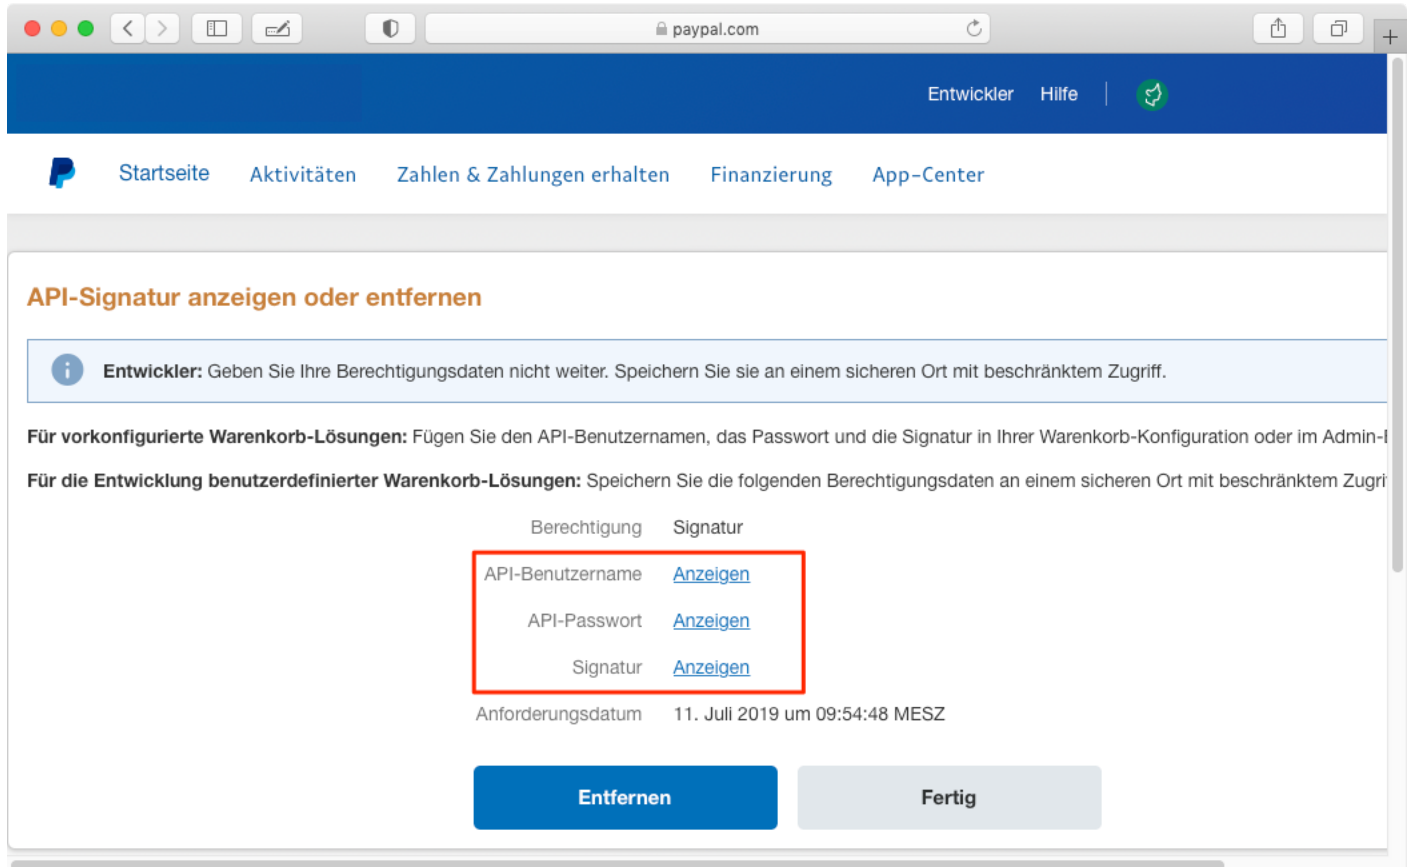 paypal.com
Entwickler Hilfe
Startseite Aktivitäten Zahlen & Zahlungen erhalten Finanzierung App-Center
API-Signatur anzeigen oder entfernen
Entwickler: Geben Sie Ihre Berechtigungsdaten nicht weiter. Speichern Sie sie an einem sicheren Ort mit beschränktem Zugriff.
Für vorkonfigurierte Warenkorb-Lösungen: Fügen Sie den API-Benutzernamen, das Passwort und die Signatur in Ihrer Warenkorb-Konfiguration oder im Admin-
Für die Entwicklung benutzerdefinierter Warenkorb-Lösungen: Speichern Sie die folgenden Berechtigungsdaten an einem sicheren Ort mit beschränktem Zugri
Berechtigung Signatur
API-Benutzername Anzeigen
API-Passwort Anzeigen
Signatur Anzeigen
Anforderungsdatum 11. Juli 2019 um 09:54:48 MESZ
Entfernen Fertig